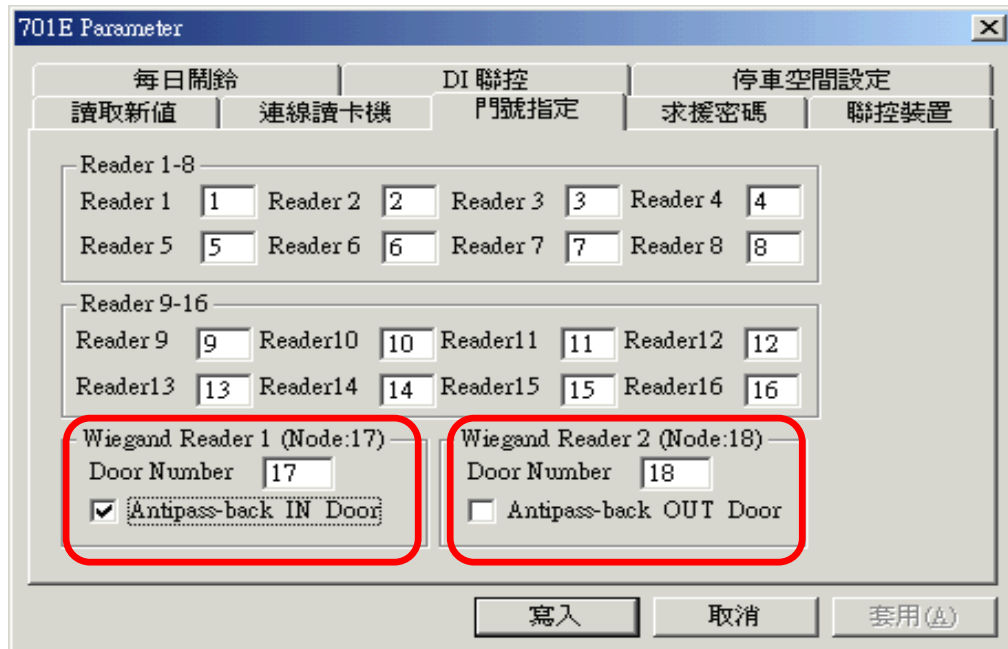 701E Parameter
每日鬧鈴 DI 聯控 停車空間設定
讀取新值 連線讀卡機 門號指定 求援密碼 聯控裝置
Reader 1-8
Reader 1 1 Reader 2 2 Reader 3 3 Reader 4 4
Reader 5 5 Reader 6 6 Reader 7 7 Reader 8 8
Reader 9-16
Reader 9 9 Reader10 10 Reader11 11 Reader12 12
Reader13 13 Reader14 14 Reader15 15 Reader16 16
Wiegand Reader 1 (Node:17) Wiegand Reader 2 (Node:18)
Door Number 17 Door Number 18
Antipass-back IN Door Antipass-back OUT Door
寫入 取消 套用(A)